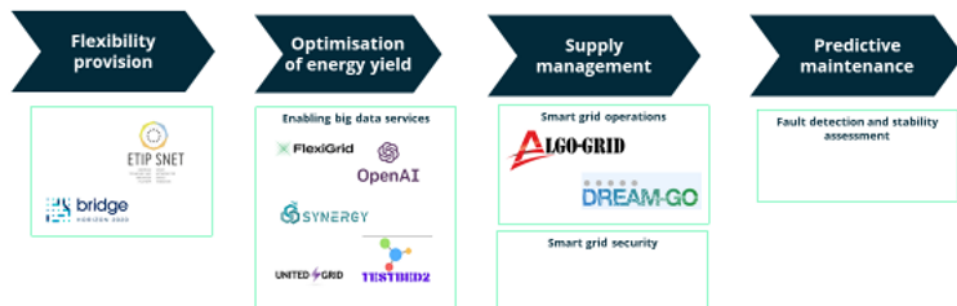 Flexibility
provision
Optimisation
of energy yield
Supply
management
Predictive
maintenance
ETIP SNET
bridge
HORIZON 2020
Enabling big data services
FlexiGrid
OpenAI
SYNERGY
UNITED GRID
TESTBED2
Smart grid operations
ALGO-GRID
DREAM-GO
Smart grid security
Fault detection and stability
assessment